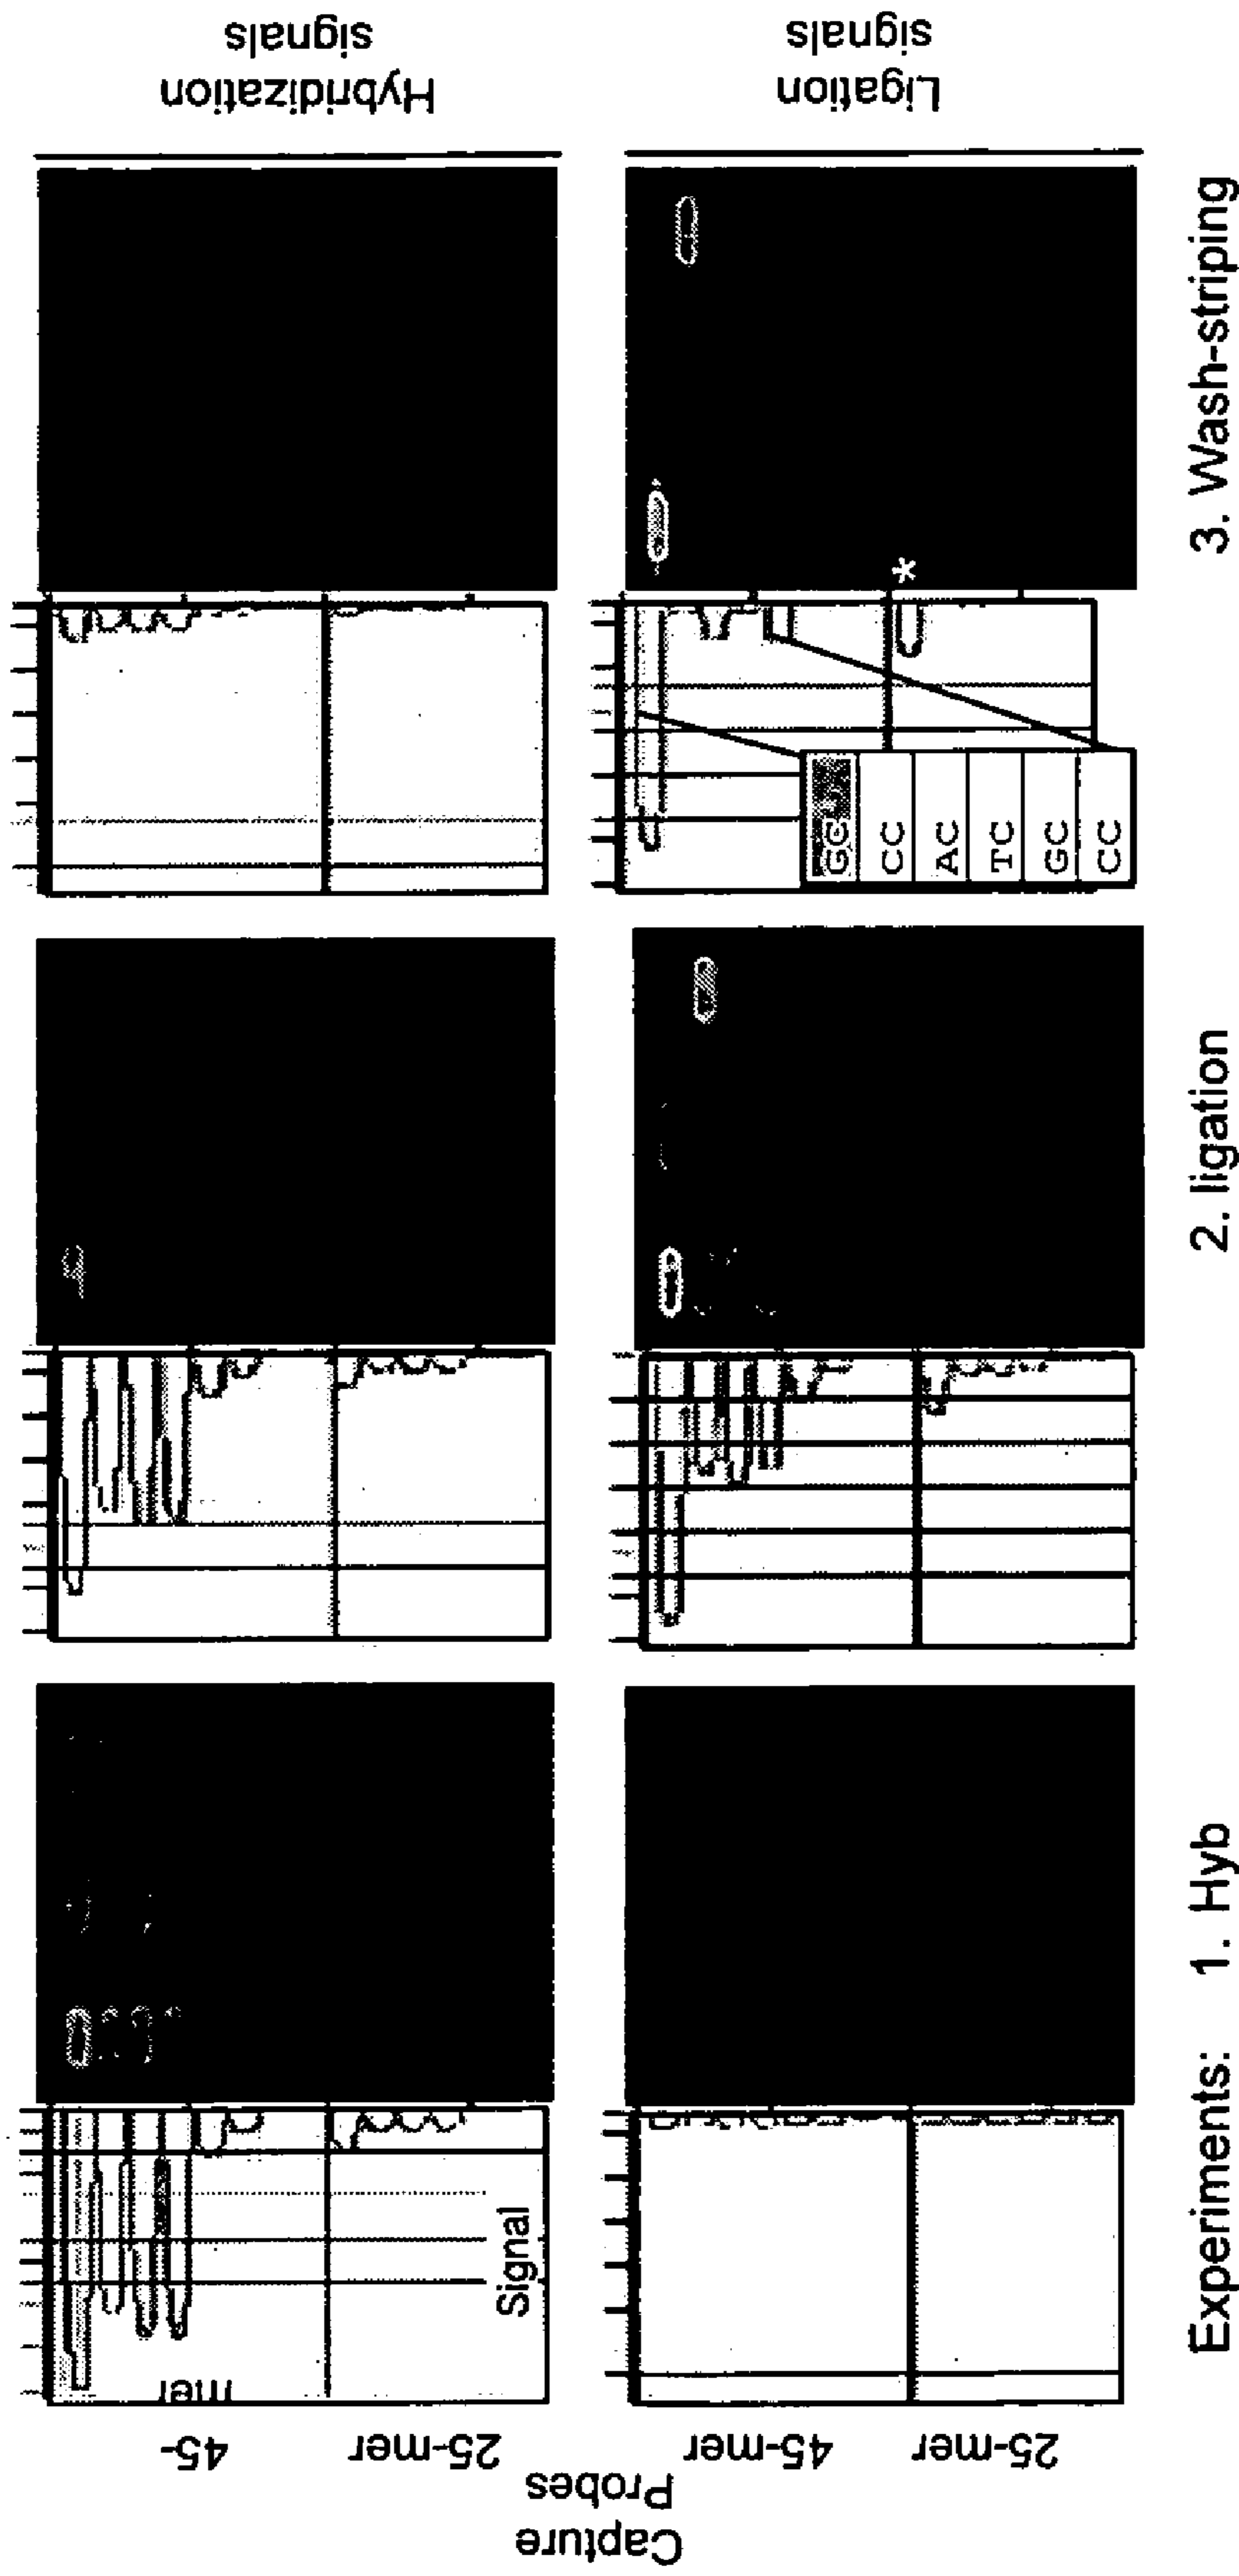 Capture
Probes
45-
mer
25-mer
Signal
Hybridization
signals
45-mer
25-mer
*
GC
CC
AC
TC
GC
CC
Ligation
signals
Experiments: 1. Hyb 2. ligation 3. Wash-striping